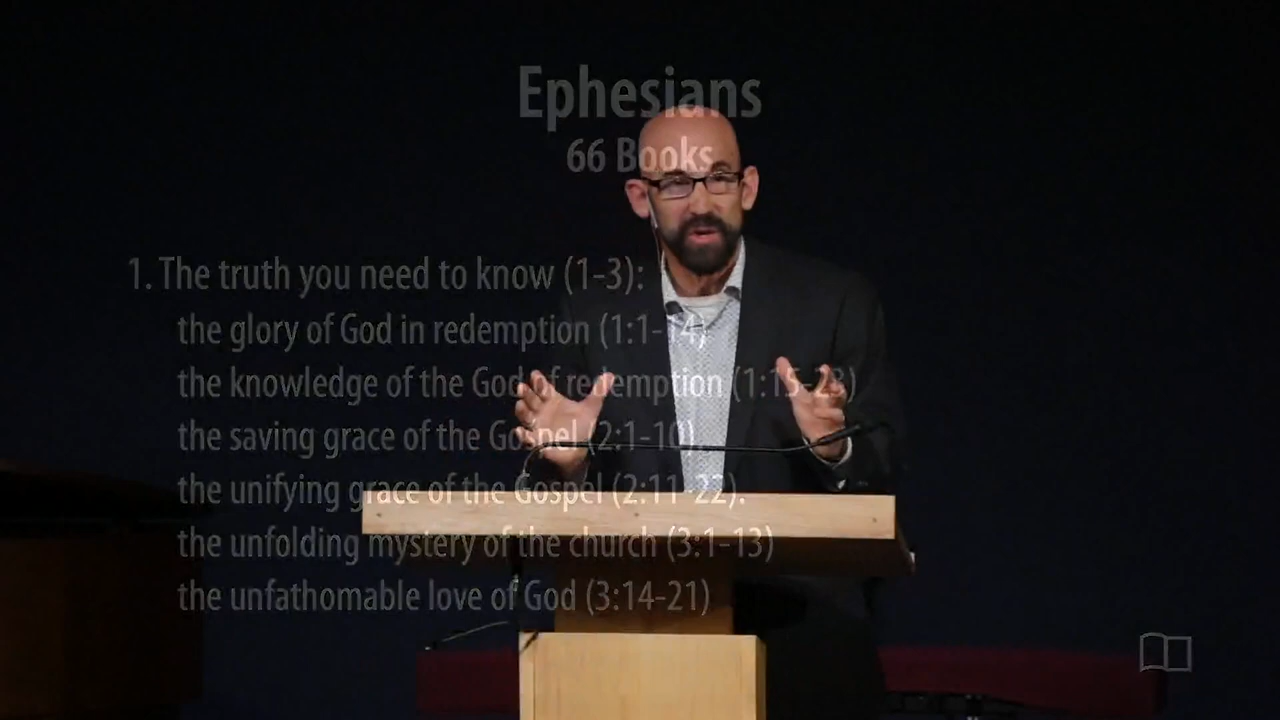 Ephesians
66 Books
1. The truth you need to know (1-3):
the glory of God in redemption (1:1-14)
the knowledge of the God of redemption (1:15-23)
the saving grace of the Gospel (2:1-10)
the unifying grace of the Gospel (2:11-22).
the unfolding mystery of the church (3:1-13)
the unfathomable love of God (3:14-21)